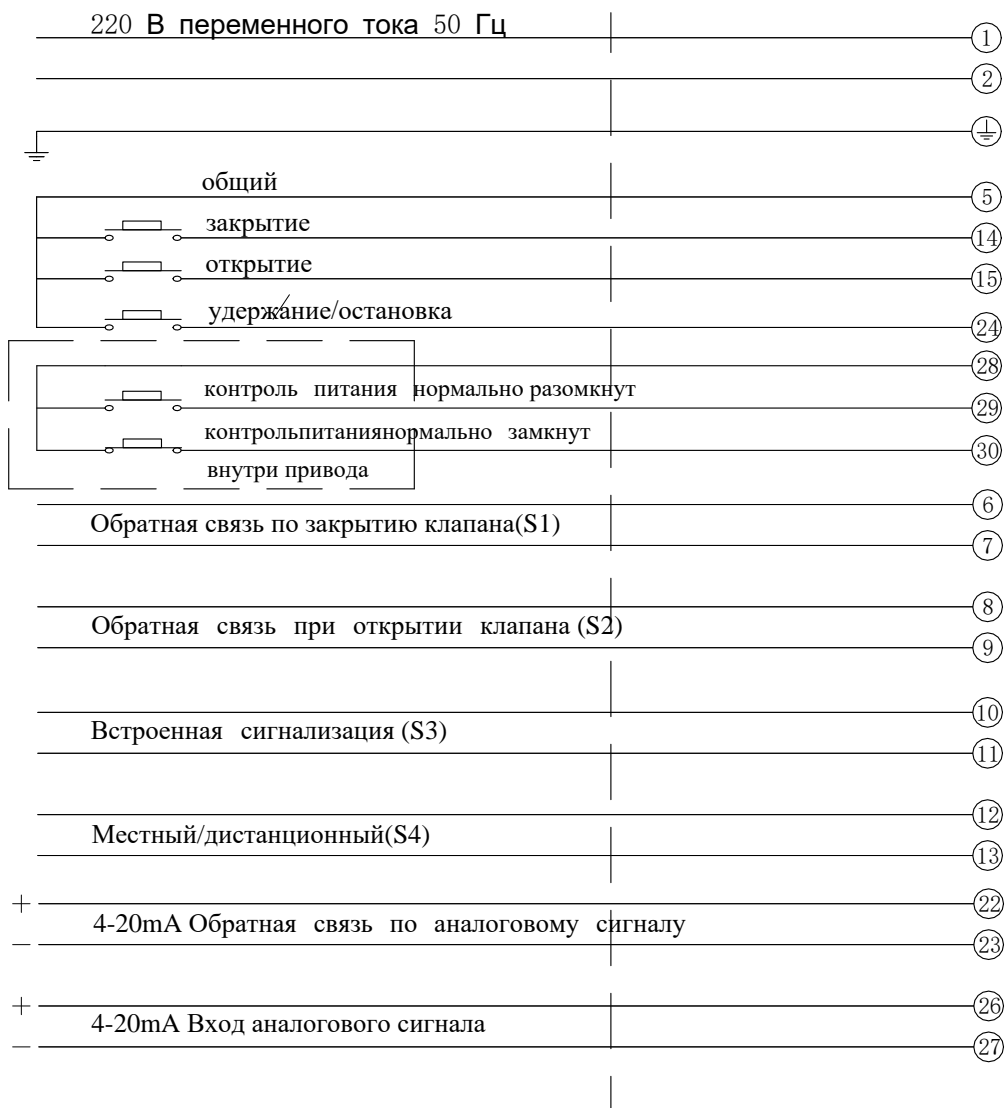 220 В переменного тока 50 Гц
1
2
общий
5
закрытие
14
открытие
15
удержание/остановка
24
28
контроль питания нормально разомкнут
29
контрольпитаниянормально замкнут
30
внутри привода
6
Обратная связь по закрытию клапана(S1)
7
8
Обратная связь при открытии клапана (S2)
9
10
Встроенная сигнализация (S3)
11
12
Местный/дистанционный(S4)
13
+
22
4-20mA Обратная связь по аналоговому сигналу
−
23
+
26
4-20mA Вход аналогового сигнала
−
27